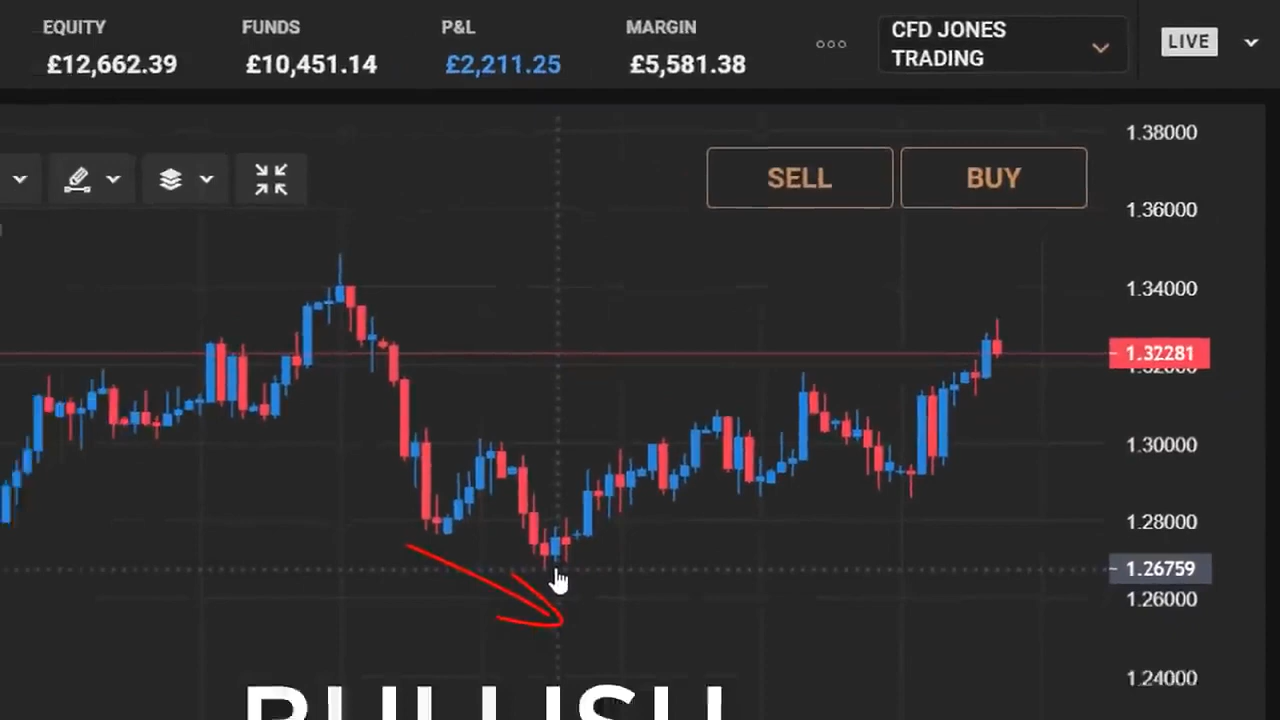 EQUITY
£12,662.39
FUNDS
£10,451.14
P&L
£2,211.25
MARGIN
£5,581.38
CFD JONES
TRADING
LIVE
SELL
BUY
1.38000
1.36000
1.34000
1.32281
1.32000
1.30000
1.28000
1.26759
1.26000
1.24000
BULLISH